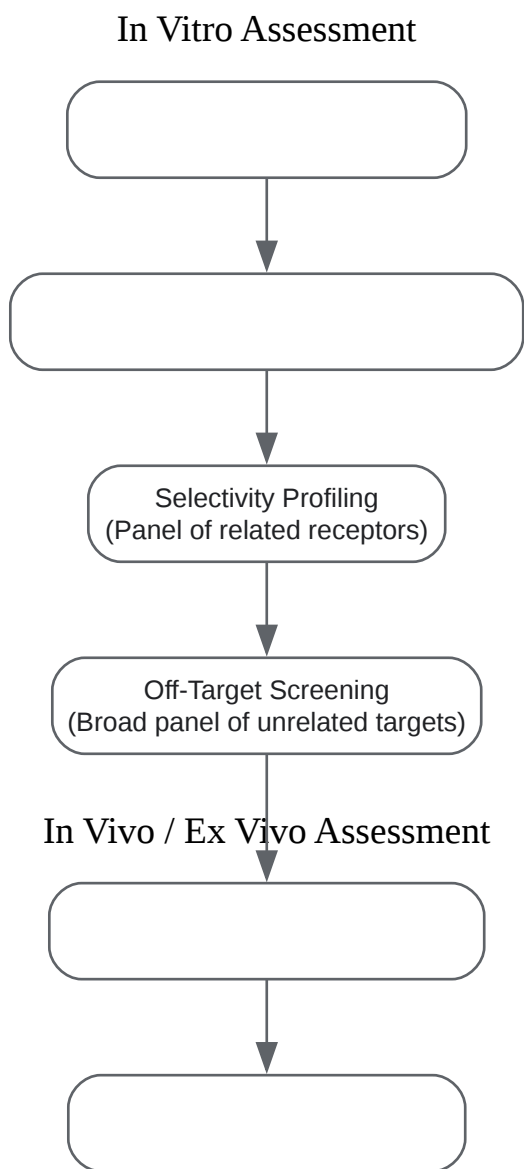 In Vitro Assessment
Selectivity Profiling
(Panel of related receptors)
Off-Target Screening
(Broad panel of unrelated targets)
In Vivo / Ex Vivo Assessment